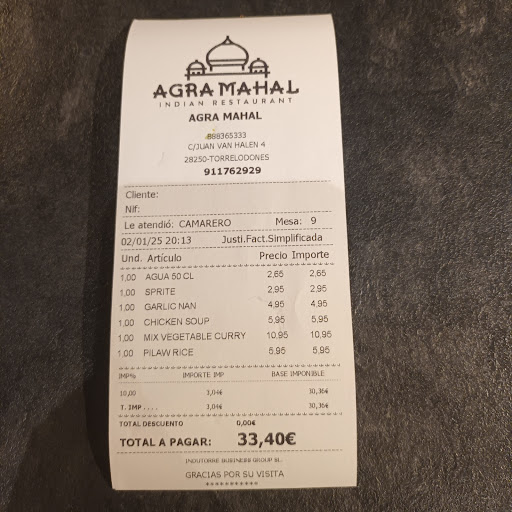 AGRA MAHAL
INDIAN RESTAURANT
AGRA MAHAL
B88365333
C/JUAN VAN HALEN 4
28250-TORRELODONES
911762929
Cliente:
Nif:
Le atendió: CAMARERO Mesa: 9
02/01/25 20:13 Justi.Fact.Simplificada
Und. Artículo Precio Importe
1,00 AGUA 50 CL 2,65 2,65
1,00 SPRITE 2,95 2,95
1,00 GARLIC NAN 4,95 4,95
1,00 CHICKEN SOUP 5,95 5,95
1,00 MIX VEGETABLE CURRY 10,95 10,95
1,00 PILAW RICE 5,95 5,95
IMP% IMPORTE IMP BASE IMPONIBLE
10,00 3,04€ 30,36€
T. IMP .... 3,04€ 30,36€
TOTAL DESCUENTO 0,00€
TOTAL A PAGAR: 33,40€
INDUTORRE BUSINESS GROUP SL.
GRACIAS POR SU VISITA
***********